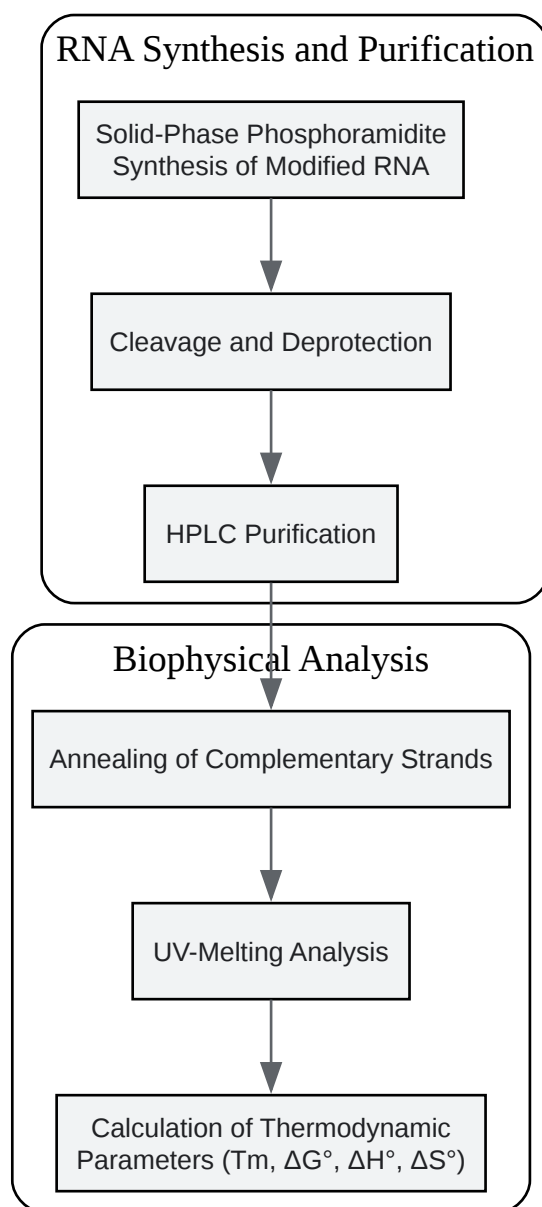 RNA Synthesis and Purification
Solid-Phase Phosphoramidite
Synthesis of Modified RNA
Cleavage and Deprotection
HPLC Purification
Biophysical Analysis
Annealing of Complementary Strands
UV-Melting Analysis
Calculation of Thermodynamic
Parameters (Tm, ΔG°, ΔH°, ΔS°)